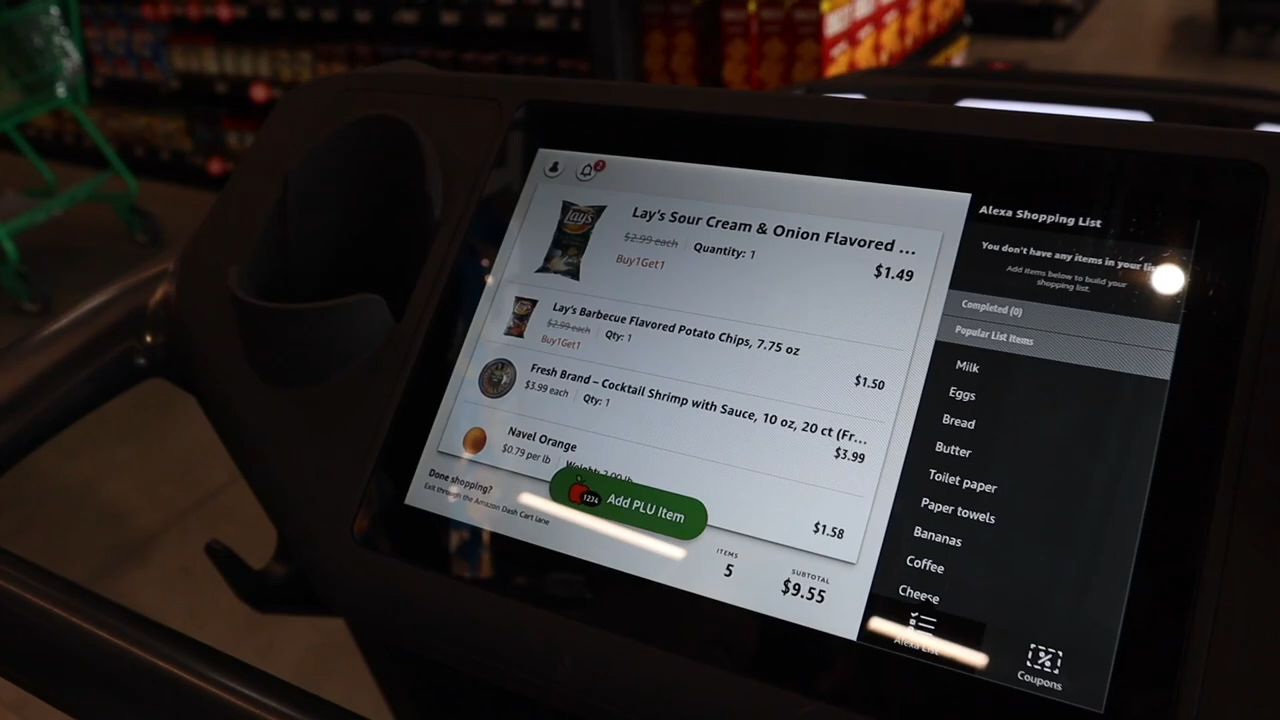 2
Lay's
Lay's Sour Cream & Onion Flavored ...
$2.99 each
Quantity: 1
Buy1Get1
$1.49
Lay's Barbecue Flavored Potato Chips, 7.75 oz
$2.99 each
Qty: 1
Buy1Get1
$1.50
Fresh Brand – Cocktail Shrimp with Sauce, 10 oz, 20 ct (Fr...
$3.99 each
Qty: 1
$3.99
Navel Orange
$0.79 per lb
Weight: 2.00 lb
$1.58
1234
Add PLU Item
Done shopping?
Exit through the Amazon Dash Cart lane
ITEMS
5
SUBTOTAL
$9.55
Alexa Shopping List
You don't have any items in your list
Add items below to build your
shopping list.
Completed (0)
Popular List Items
Milk
Eggs
Bread
Butter
Toilet paper
Paper towels
Bananas
Coffee
Cheese
Alexa List
Coupons